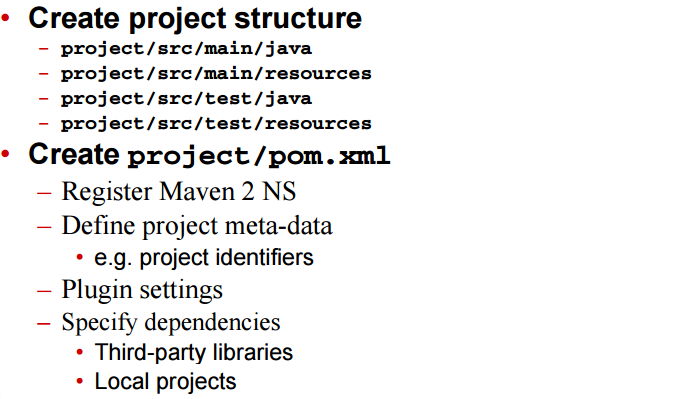 • Create project structure
– project/src/main/java
– project/src/main/resources
– project/src/test/java
– project/src/test/resources
• Create project/pom.xml
– Register Maven 2 NS
– Define project meta-data
• e.g. project identifiers
– Plugin settings
– Specify dependencies
• Third-party libraries
• Local projects